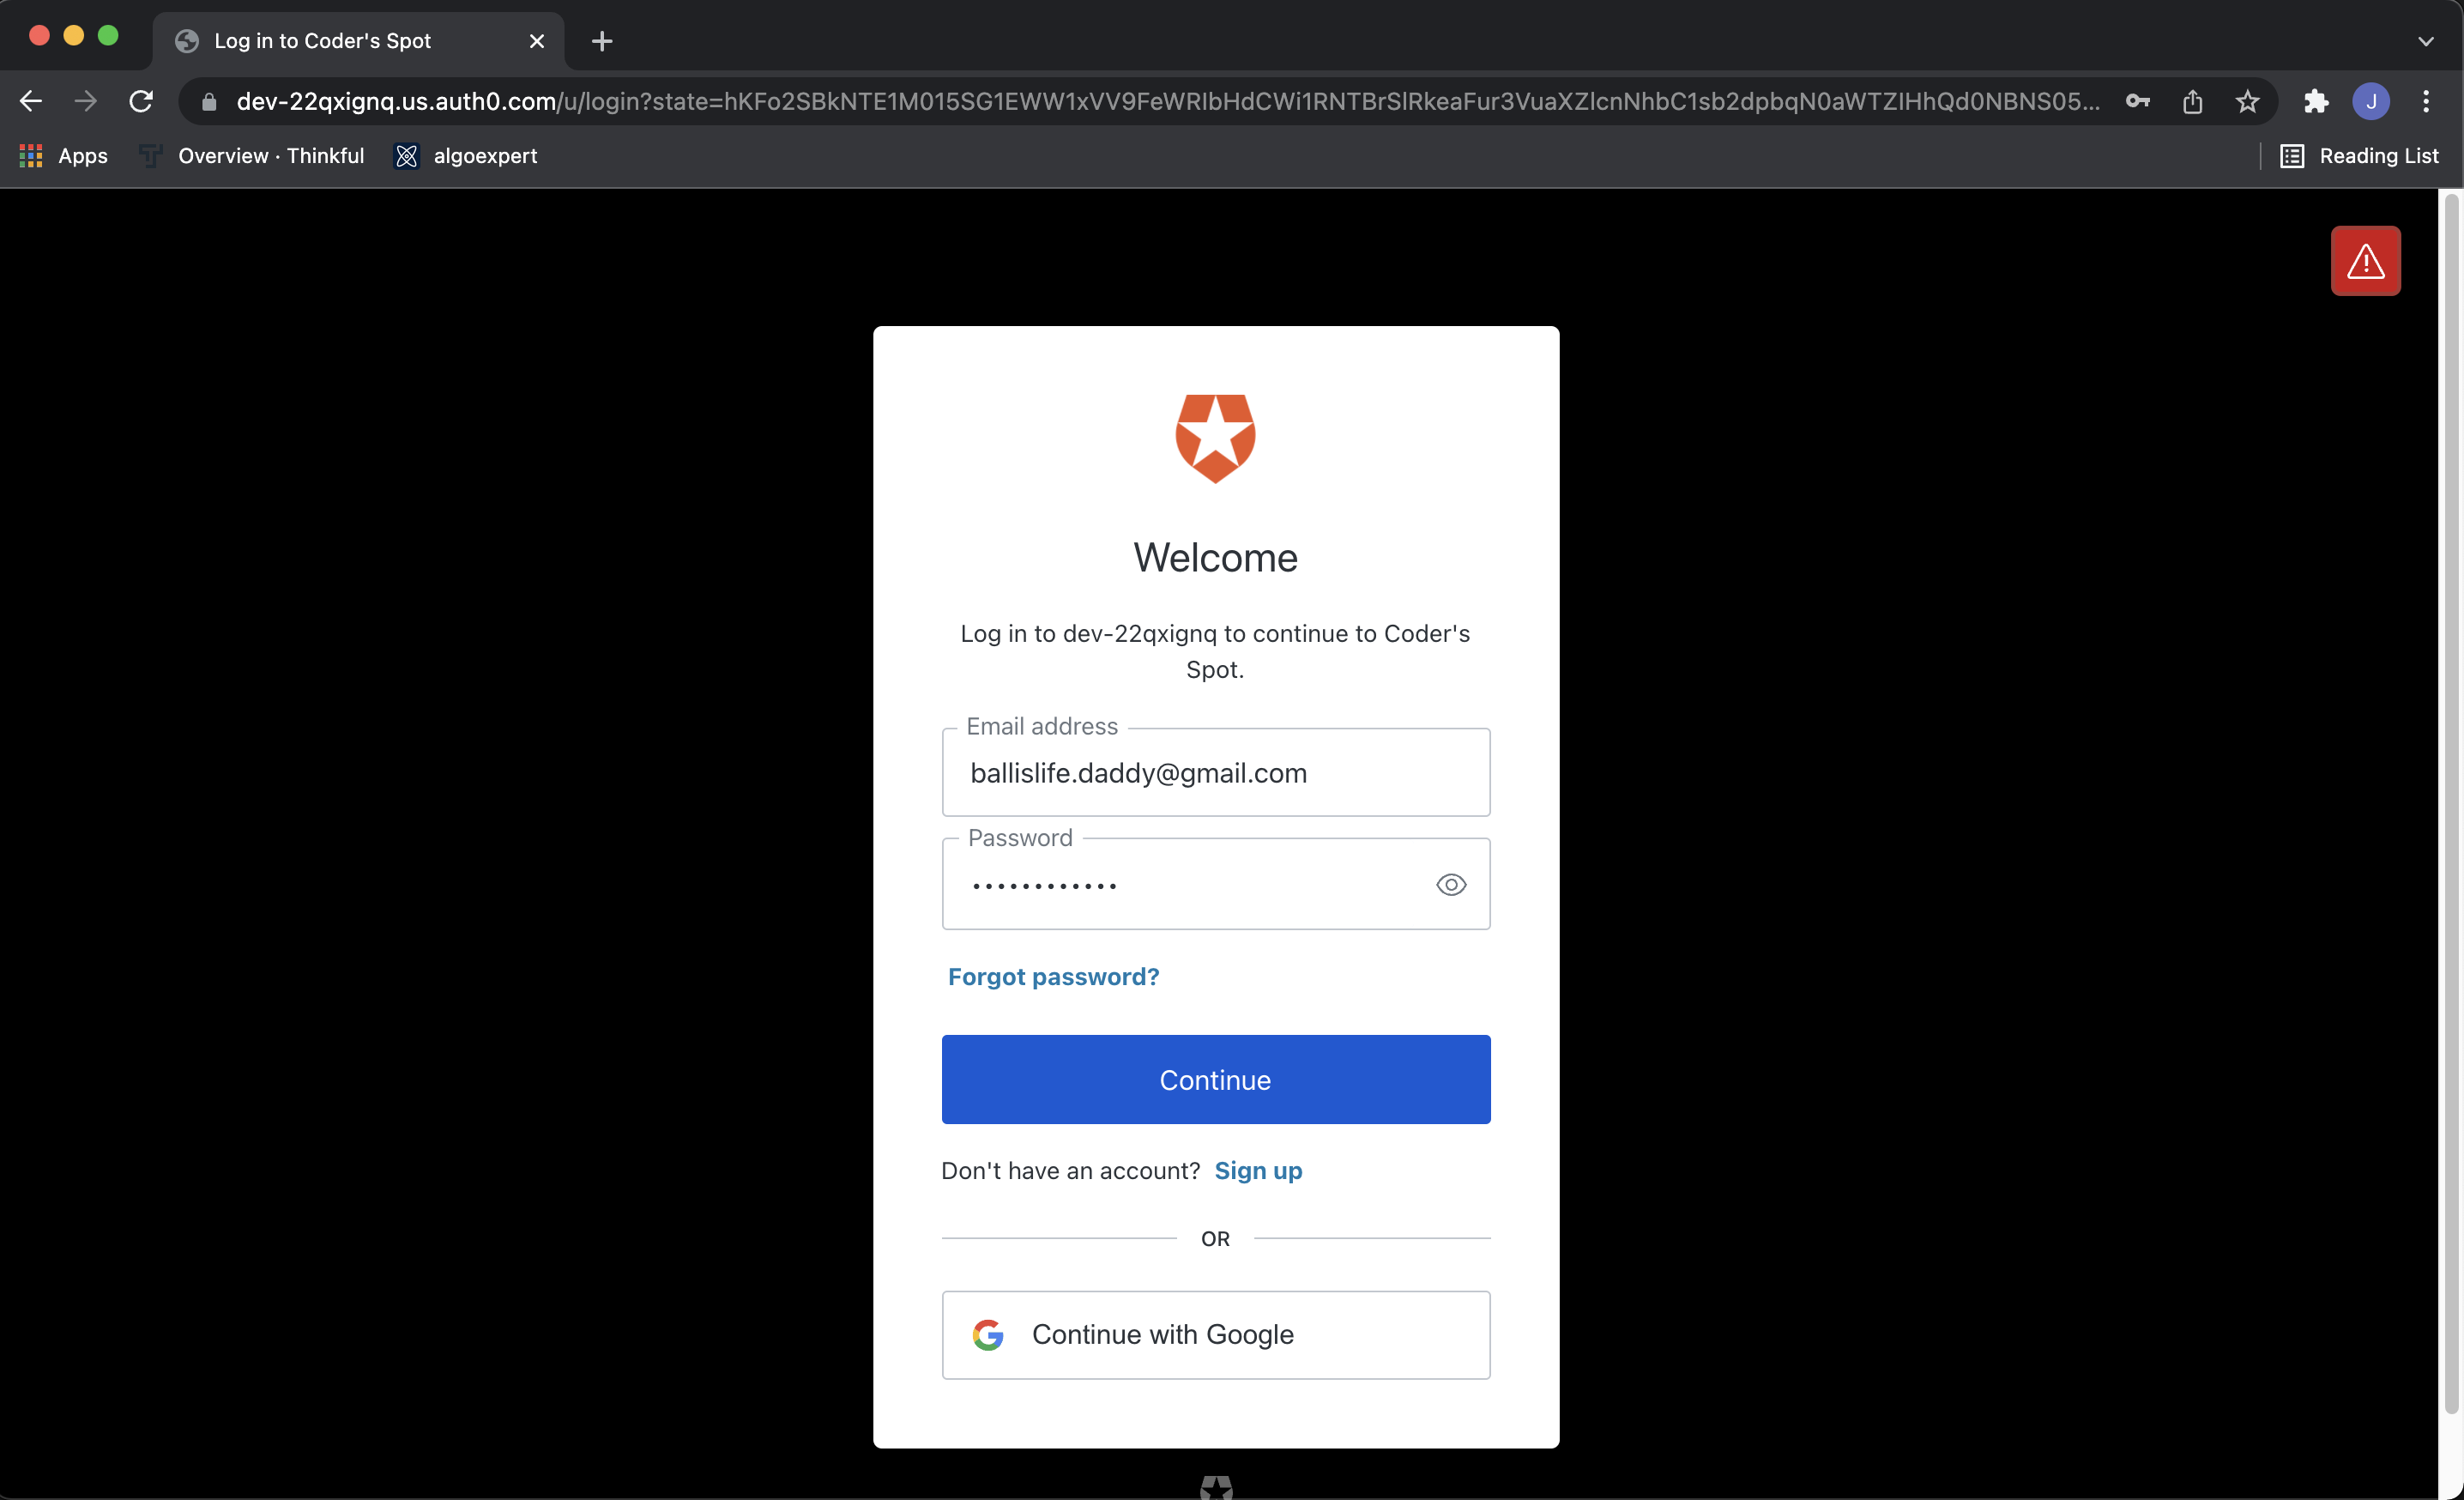 Log in to Coder's Spot
dev-22qxignq.us.auth0.com/u/login?state=hKFo2SBkNTE1M015SG1EWW1xVV9FeWRIbHdCWi1RNTBrSlRkeaFur3VuaXZlcnNhbC1sb2dpbqN0aWTZIHhQd0NBNS05...
J
Apps
Overview · Thinkful
algoexpert
Reading List
Welcome
Log in to dev-22qxignq to continue to Coder's
Spot.
Email address
ballislife.daddy@gmail.com
Password
Forgot password?
Continue
Don't have an account? Sign up
OR
Continue with Google